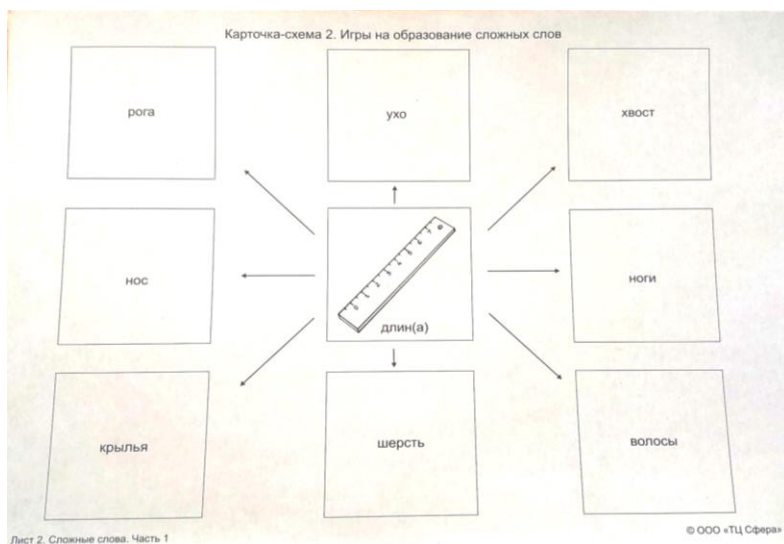 Карточка-схема 2. Игры на образование сложных слов
рога
ухо
хвост
нос
длин(а)
ноги
крылья
шерсть
волосы
Лист 2. Сложные слова. Часть 1
© ООО «ТЦ Сфера»